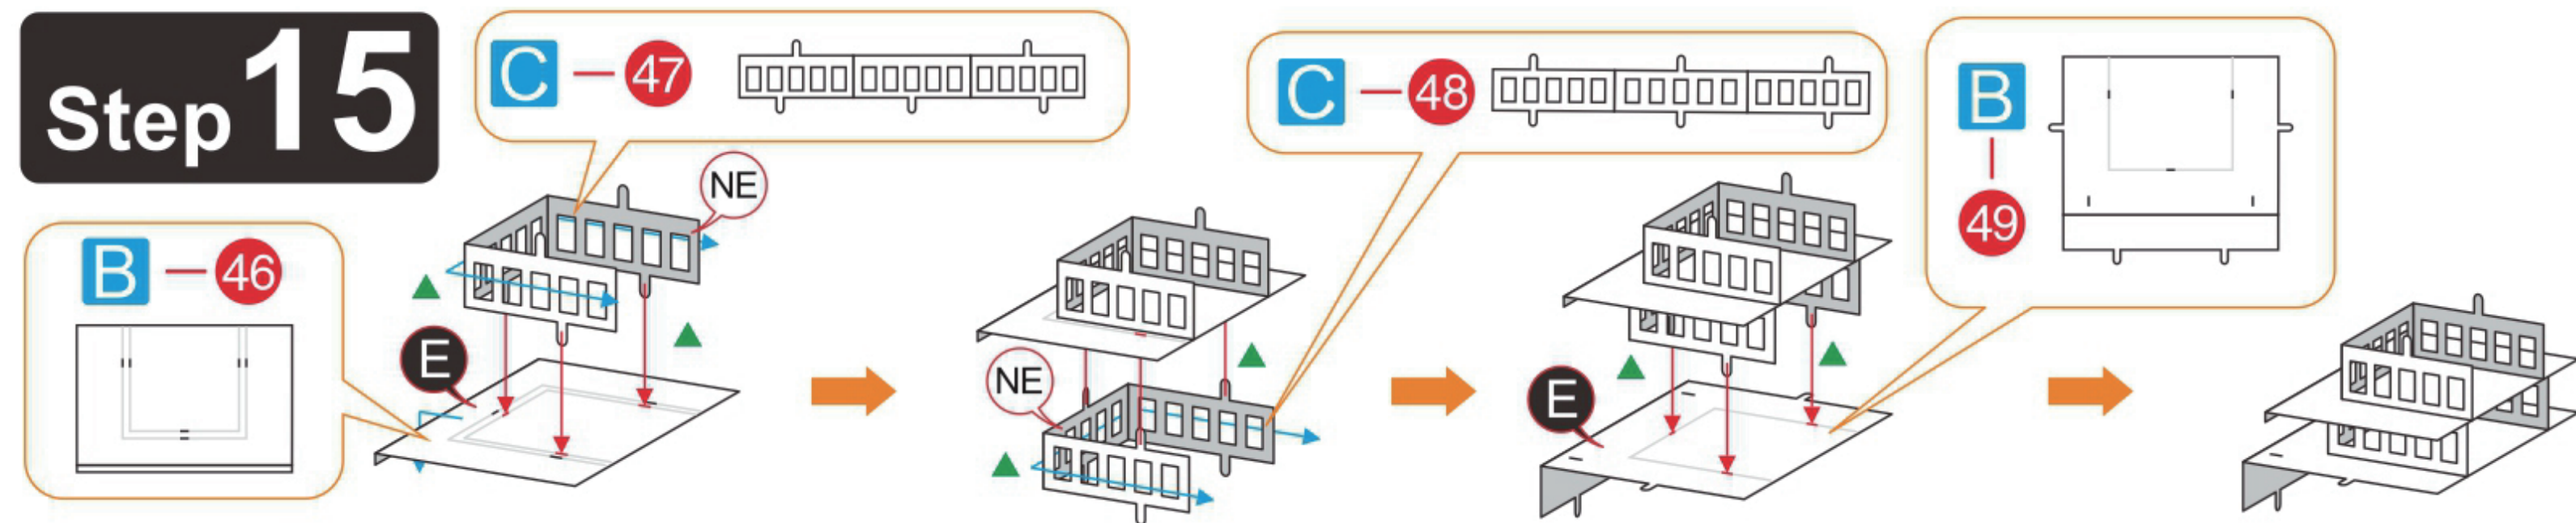 Step 15
C — 47
NE
B — 46
E
C — 48
NE
E
B — 49